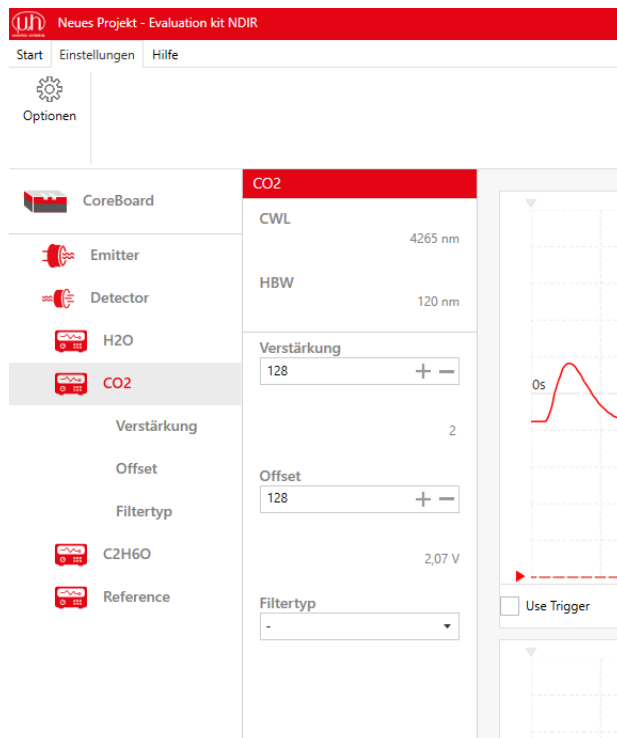 Neues Projekt - Evaluation kit NDIR
Start Einstellungen Hilfe
Optionen
CoreBoard
Emitter
Detector
H2O
CO2
Verstärkung
Offset
Filtertyp
C2H6O
Reference
CO2
CWL
4265 nm
HBW
120 nm
Verstärkung
128
2
Offset
128
2,07 V
Filtertyp
-
0s
Use Trigger